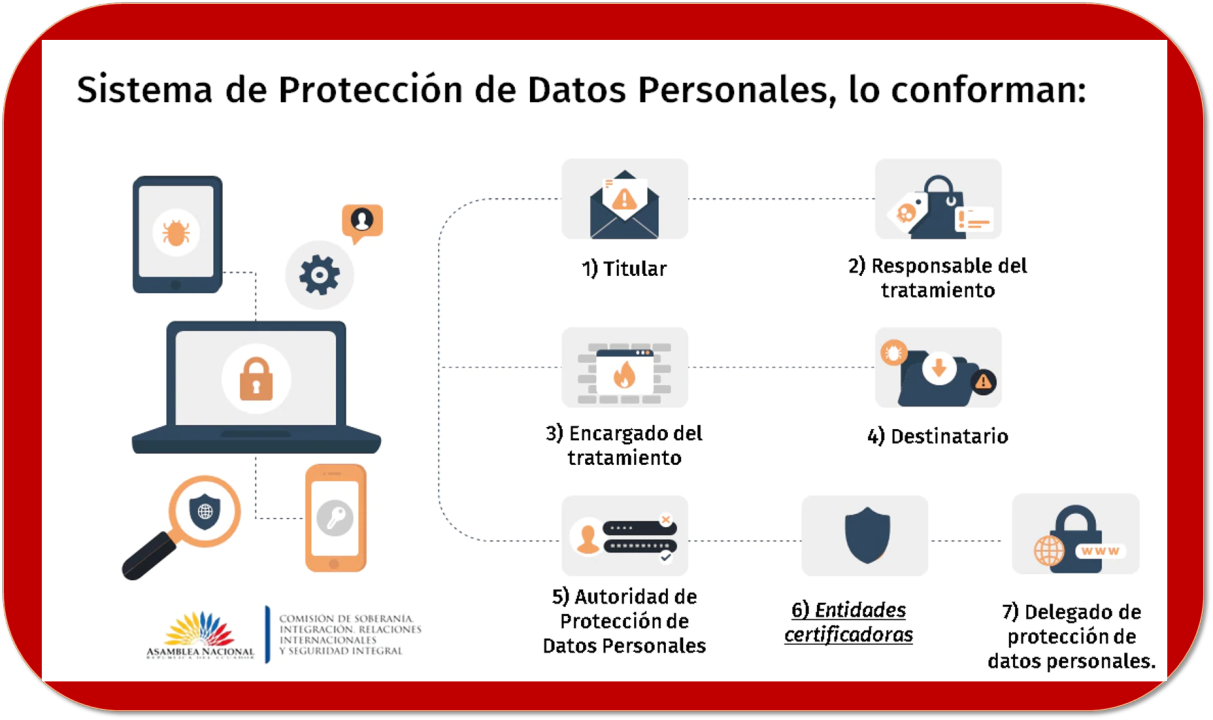 Sistema de Protección de Datos Personales, lo conforman:
1) Titular
2) Responsable del
tratamiento
3) Encargado del
tratamiento
4) Destinatario
5) Autoridad de
Protección de
Datos Personales
6) Entidades
certificadoras
WWW
7) Delegado de
protección de
datos personales.
ASAMBLEA NACIONAL
REPÚBLICA DEL ECUADOR
COMISIÓN DE SOBERANÍA,
INTEGRACIÓN, RELACIONES
INTERNACIONALES
Y SEGURIDAD INTEGRAL